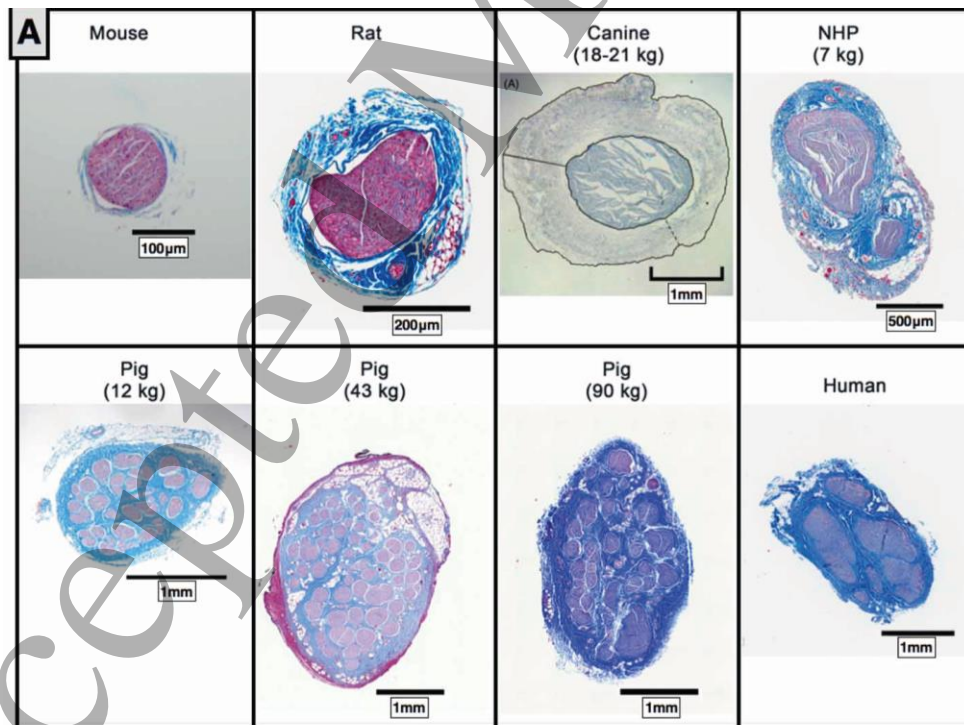 A
Mouse
Rat
Canine
(18-21 kg)
NHP
(7 kg)
(A)
100µm
200µm
1mm
500µm
Pig
(12 kg)
Pig
(43 kg)
Pig
(90 kg)
Human
1mm
1mm
1mm
1mm
cepted M